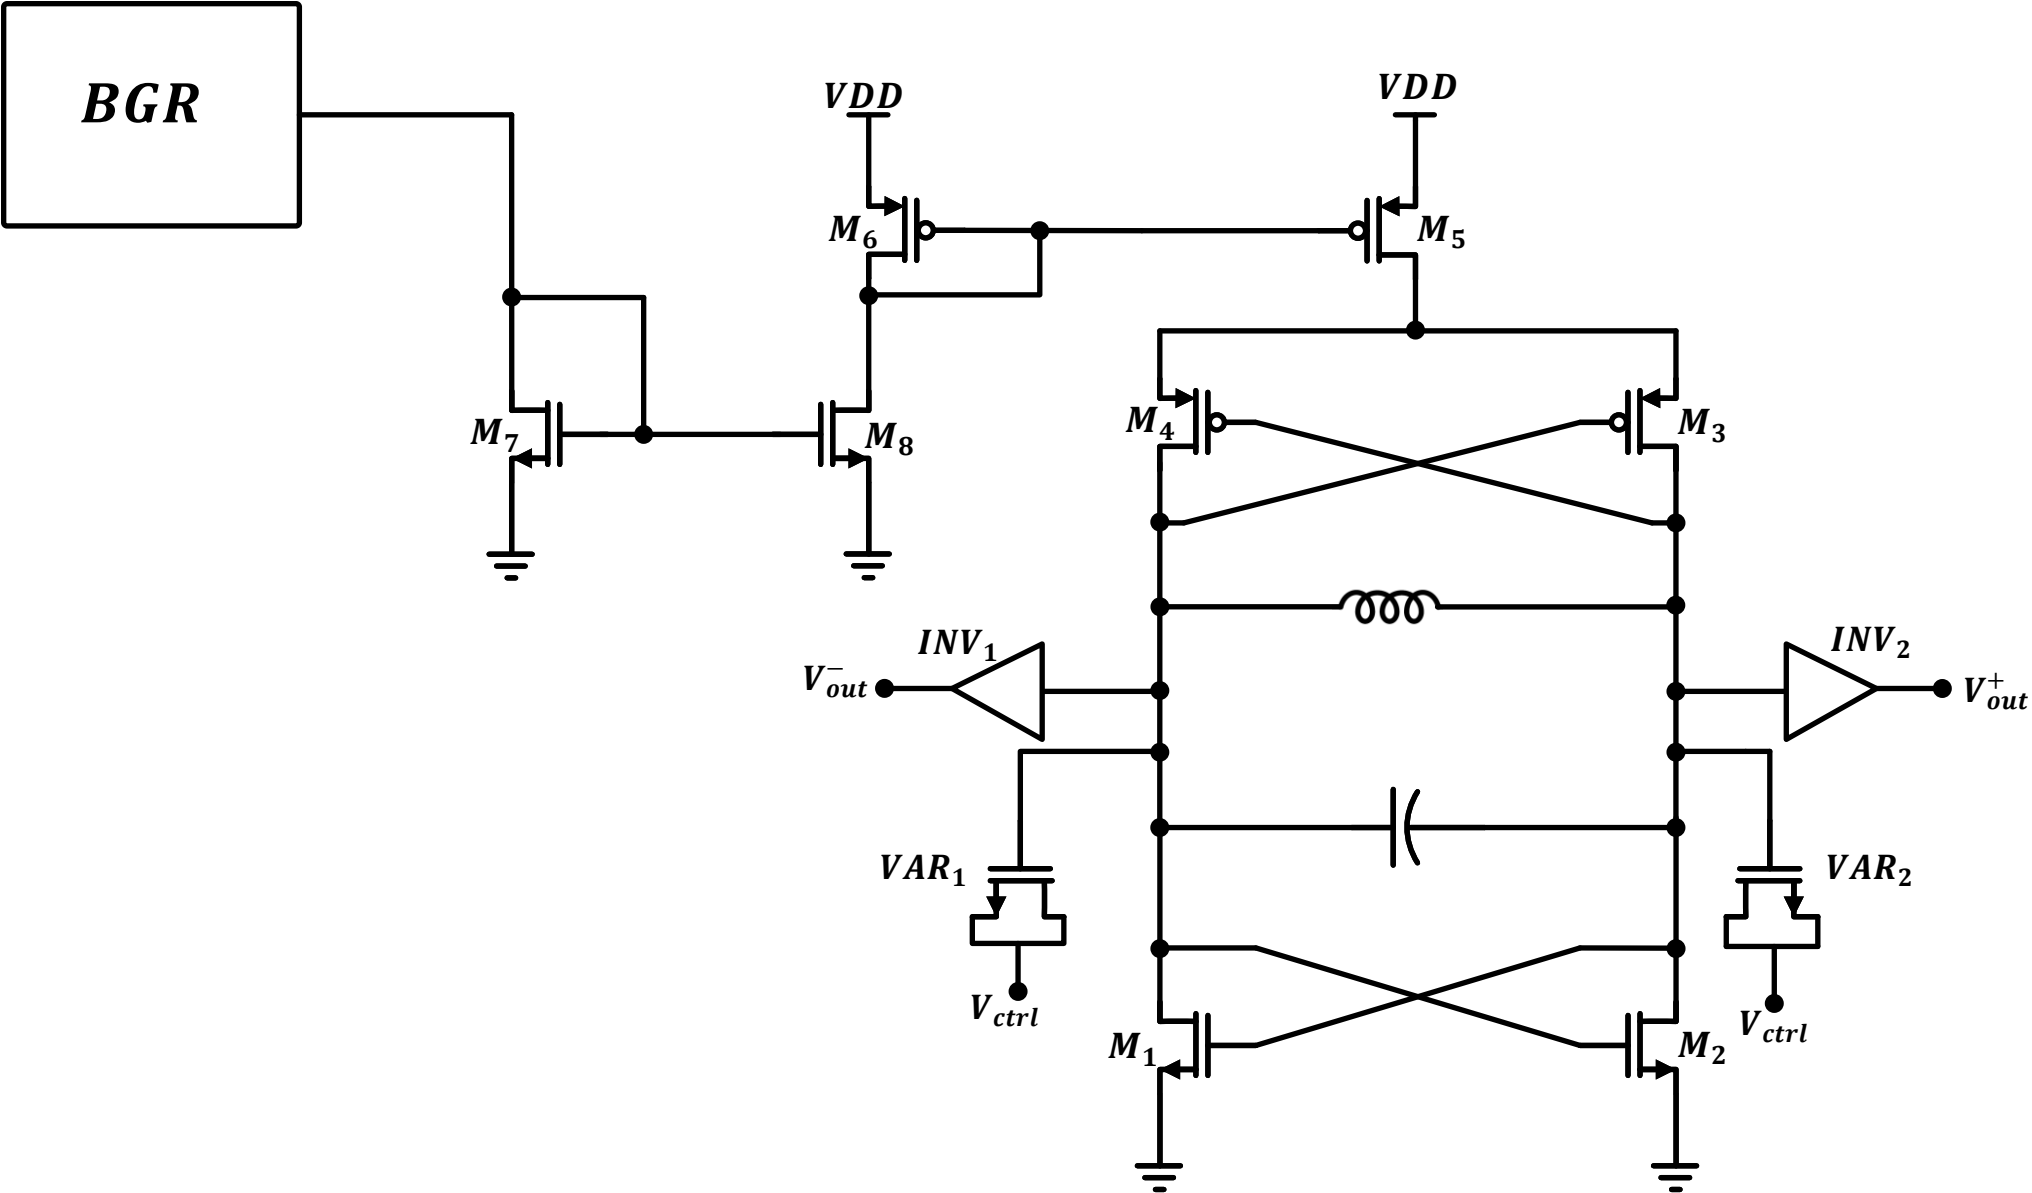 BGR
VDD
VDD
M6
M5
M7
M8
M4
M3
INV1
INV2
V−out
V+out
VAR1
VAR2
Vctrl
Vctrl
M1
M2